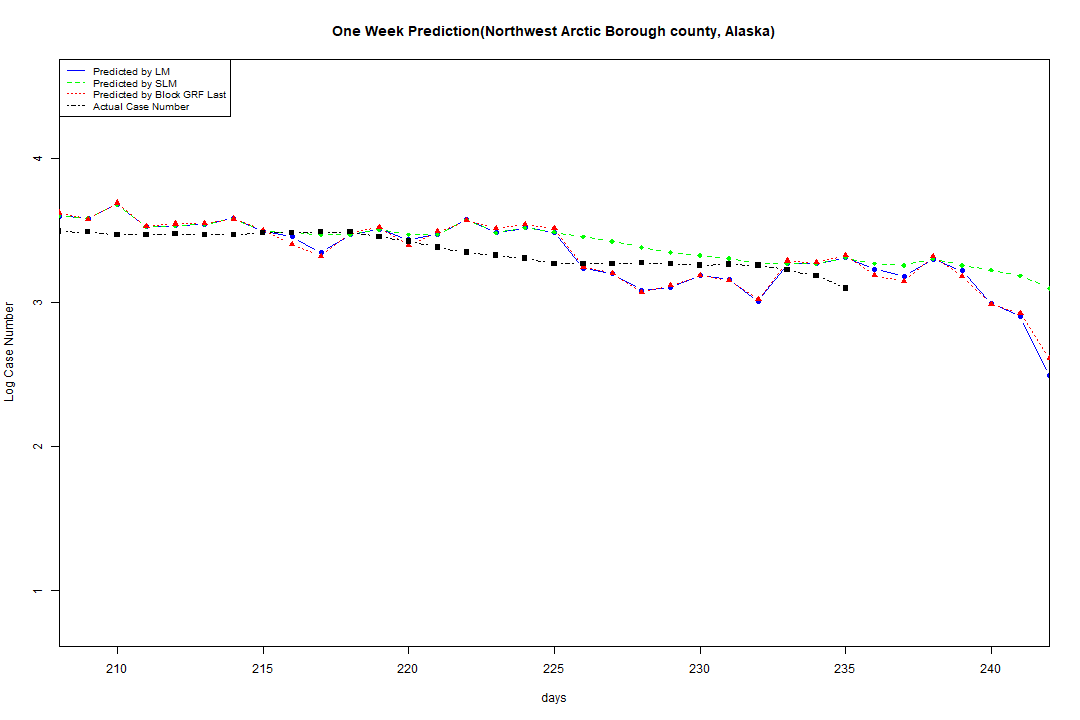 One Week Prediction(Northwest Arctic Borough county, Alaska)
Predicted by LM
Predicted by SLM
Predicted by Block GRF Last
Actual Case Number
4
3
2
1
Log Case Number
210 215 220 225 230 235 240
days